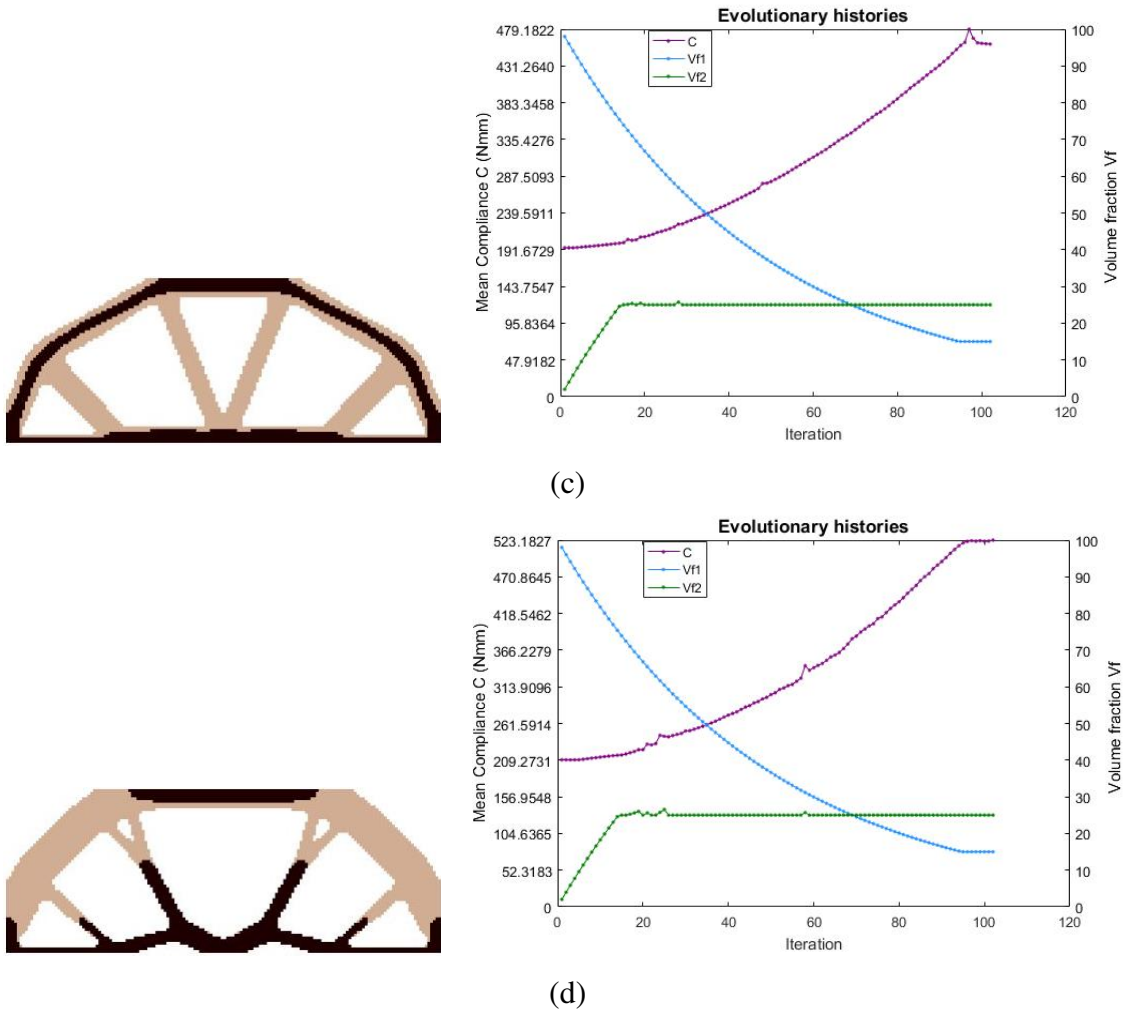 Evolutionary histories
479.1822
431.2640
383.3458
335.4276
287.5093
239.5911
191.6729
143.7547
95.8364
47.9182
0
Mean Compliance C (Nmm)
C
Vf1
Vf2
100
90
80
70
60
50
40
30
20
10
0
Volume fraction Vf
0 20 40 60 80 100 120
Iteration
(c)
Evolutionary histories
523.1827
470.8645
418.5462
366.2279
313.9096
261.5914
209.2731
156.9548
104.6365
52.3183
0
Mean Compliance C (Nmm)
C
Vf1
Vf2
100
90
80
70
60
50
40
30
20
10
0
Volume fraction Vf
0 20 40 60 80 100 120
Iteration
(d)